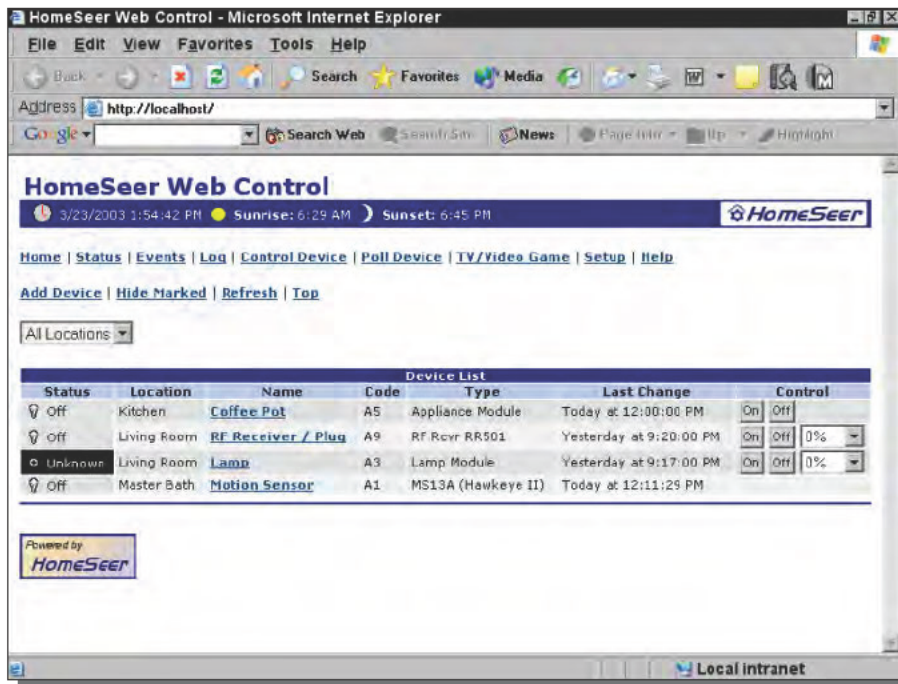 HomeSeer Web Control - Microsoft Internet Explorer
File Edit View Favorites Tools Help
Back Search Favorites Media
Address http://localhost/
Google Search Web Search Site News Page Info Up Highlight
HomeSeer Web Control
3/23/2003 1:54:42 PM Sunrise: 6:29 AM Sunset: 6:45 PM HomeSeer
Home | Status | Events | Log | Control Device | Poll Device | TV/Video Game | Setup | Help
Add Device | Hide Marked | Refresh | Top
All Locations
Device List
Status Location Name Code Type Last Change Control
Off Kitchen Coffee Pot A5 Appliance Module Today at 12:00:00 PM On Off
Off Living Room RF Receiver / Plug A9 RF Rcvr RR501 Yesterday at 9:20:00 PM On Off 0%
Unknown Living Room Lamp A3 Lamp Module Yesterday at 9:17:00 PM On Off 0%
Off Master Bath Motion Sensor A1 MS13A (Hawkeye II) Today at 12:11:29 PM
Powered by
HomeSeer
Local intranet